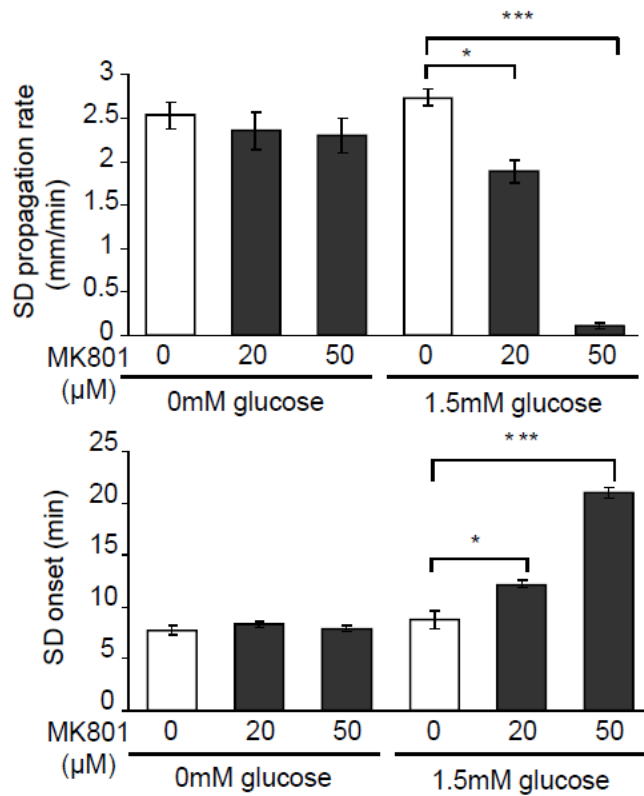 ***
*
3
2.5
2
1.5
1
0.5
0
SD propagation rate
(mm/min)
MK801 0 20 50 0 20 50
(µM)
0mM glucose 1.5mM glucose
***
*
25
20
15
10
5
0
SD onset (min)
MK801 0 20 50 0 20 50
(µM)
0mM glucose 1.5mM glucose